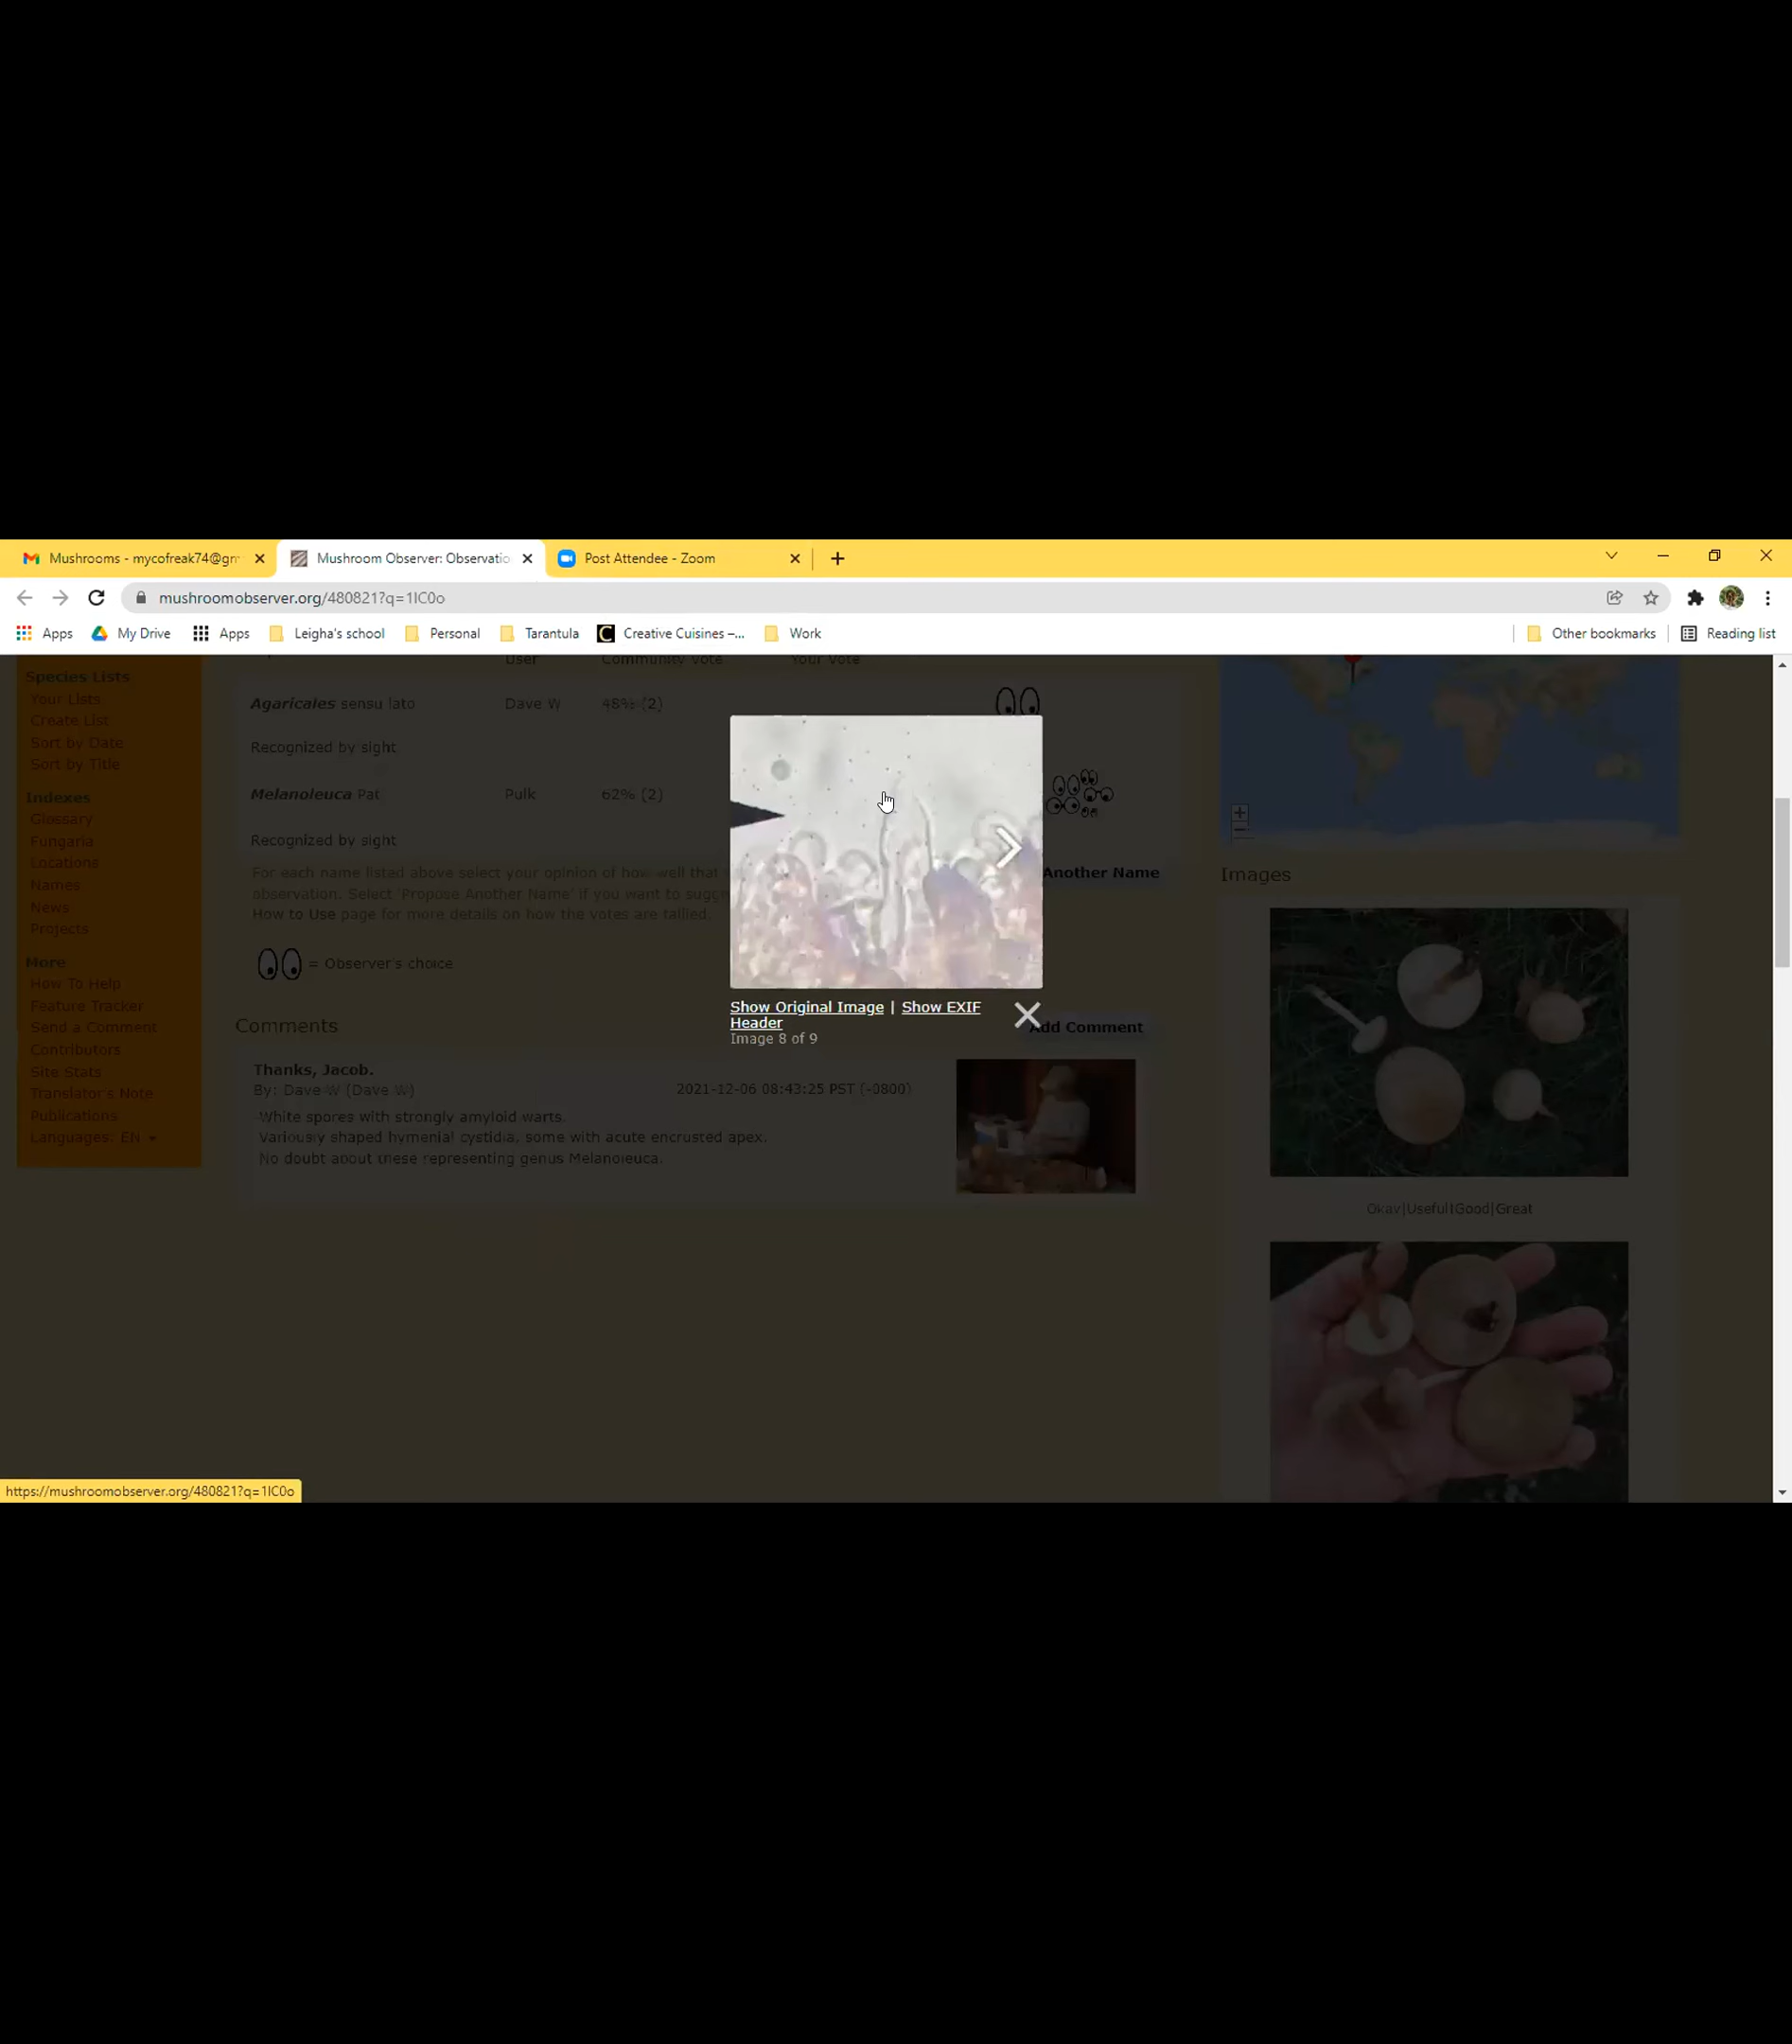 Mushrooms - mycofreak74@gm
Mushroom Observer: Observatio
Post Attendee - Zoom
mushroomobserver.org/480821?q=1IC0o
Apps
My Drive
Apps
Leigha's school
Personal
Tarantula
Creative Cuisines –...
Work
Other bookmarks
Reading list
Species Lists
Your Lists
Create List
Sort by Date
Sort by Title
Indexes
Glossary
Fungaria
Locations
Names
News
Projects
More
How To Help
Feature Tracker
Send a Comment
Contributors
Site Stats
Translator's Note
Publications
Languages: EN
User Community Vote Your Vote
Agaricales sensu lato Dave W 48% (2)
Recognized by sight
Melanoleuca Pat. Pulk 62% (2)
Recognized by sight
For each name listed above select your opinion of how well that
observation. Select 'Propose Another Name' if you want to
How to Use page for more details on how the votes are tallied.
Another Name
= Observer's choice
Show Original Image | Show EXIF
Header
Image 8 of 9
Comments
Add Comment
Thanks, Jacob.
By: Dave W (Dave W)
2021-12-06 08:43:25 PST (-0800)
White spores with strongly amyloid warts.
Variously shaped hymenial cystidia, some with acute encrusted apex.
No doubt about these representing genus Melanoleuca.
+
−
Images
Okay|Useful|Good|Great
https://mushroomobserver.org/480821?q=1IC0o